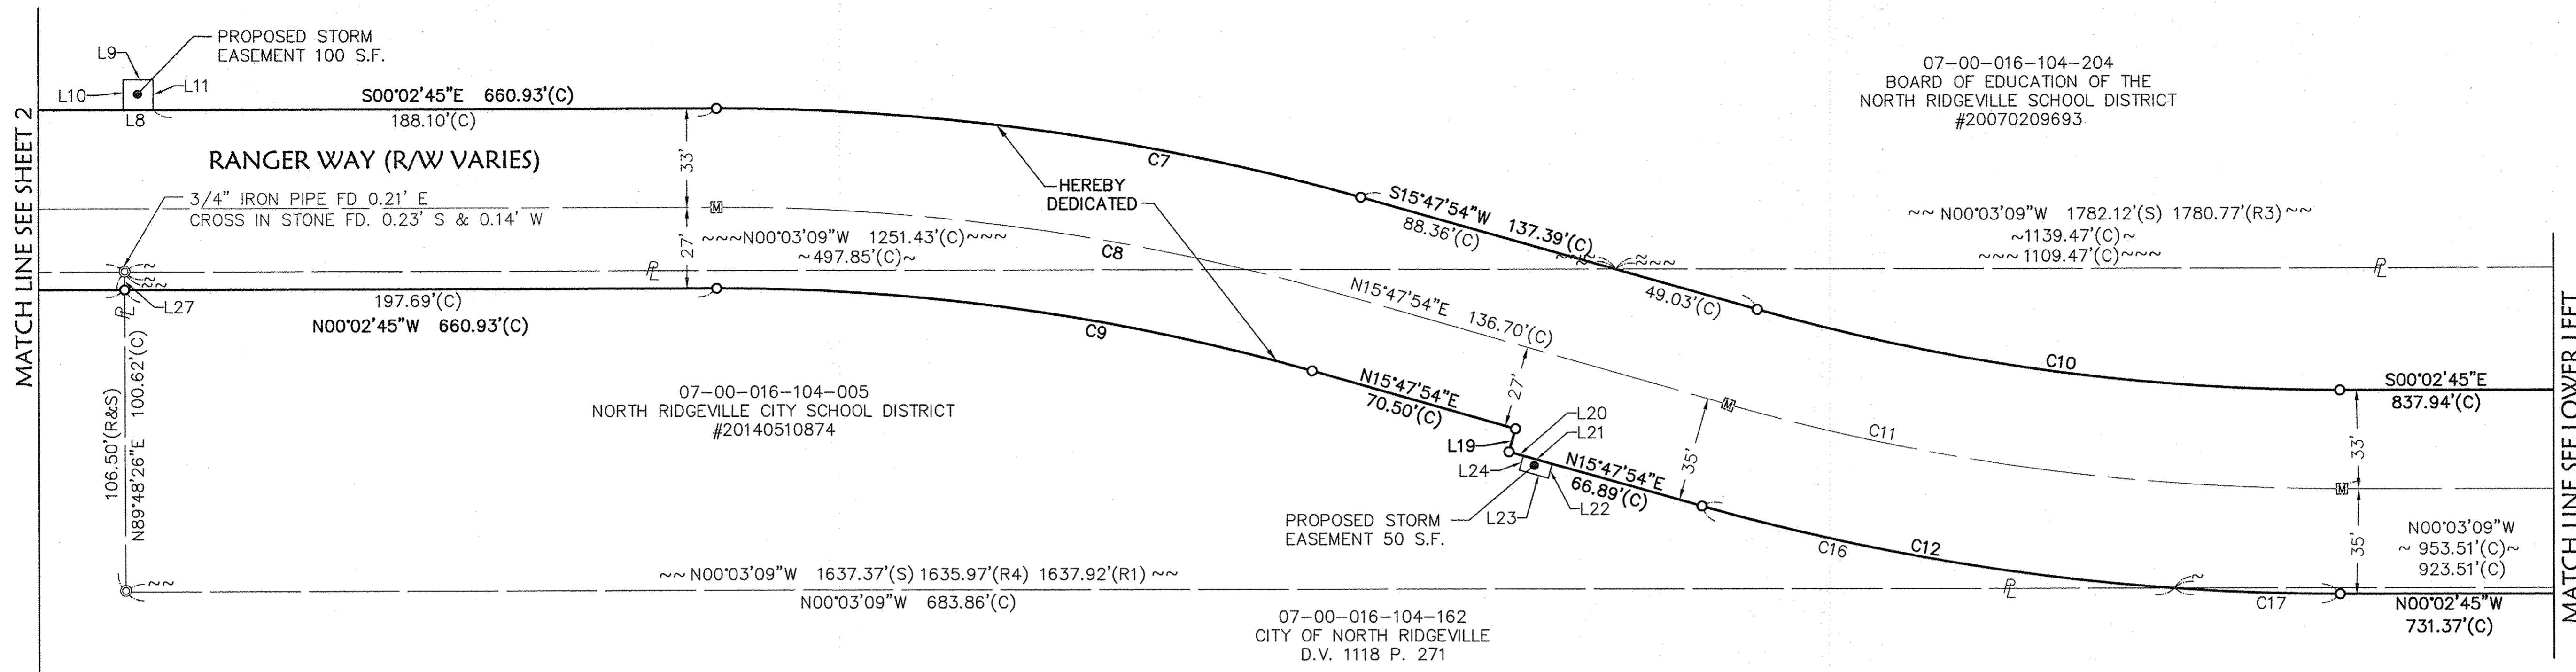 MATCH LINE SEE SHEET 2
L9
PROPOSED STORM
EASEMENT 100 S.F.
L10
L11
L8
S00°02'45"E 660.93'(C)
188.10'(C)
RANGER WAY (R/W VARIES)
3/4" IRON PIPE FD 0.21' E
CROSS IN STONE FD. 0.23' S & 0.14' W
33'
27'
M
C7
HEREBY
DEDICATED
07-00-016-104-204
BOARD OF EDUCATION OF THE
NORTH RIDGEVILLE SCHOOL DISTRICT
#20070209693
S15°47'54"W 137.39'(C)
88.36'(C)
~~ N00°03'09"W 1782.12'(S) 1780.77'(R3)~~
~1139.47'(C)~
~~~1109.47'(C)~~~
~~~N00°03'09"W 1251.43'(C)~~~
~497.85'(C)~
C8
~
~~
~~~
~~
~~~
PL
PL
49.03'(C)
L27
PL
197.69'(C)
N00°02'45"W 660.93'(C)
C9
N15°47'54"E 136.70'(C)
27'
M
C10
S00°02'45"E
837.94'(C)
106.50'(R&S)
N89°48'26"E 100.62'(C)
07-00-016-104-005
NORTH RIDGEVILLE CITY SCHOOL DISTRICT
#20140510874
N15°47'54"E
70.50'(C)
L20
L21
L19
L24
N15°47'54"E
66.89'(C)
L23
L22
35'
C11
33'
M
35'
PROPOSED STORM
EASEMENT 50 S.F.
C16
C12
N00°03'09"W
~ 953.51'(C)~
923.51'(C)
~~
~~ N00°03'09"W 1637.37'(S) 1635.97'(R4) 1637.92'(R1) ~~
N00°03'09"W 683.86'(C)
PL
~
C17
N00°02'45"W
731.37'(C)
07-00-016-104-162
CITY OF NORTH RIDGEVILLE
D.V. 1118 P. 271
MATCH LINE SEE LOWER LEFT